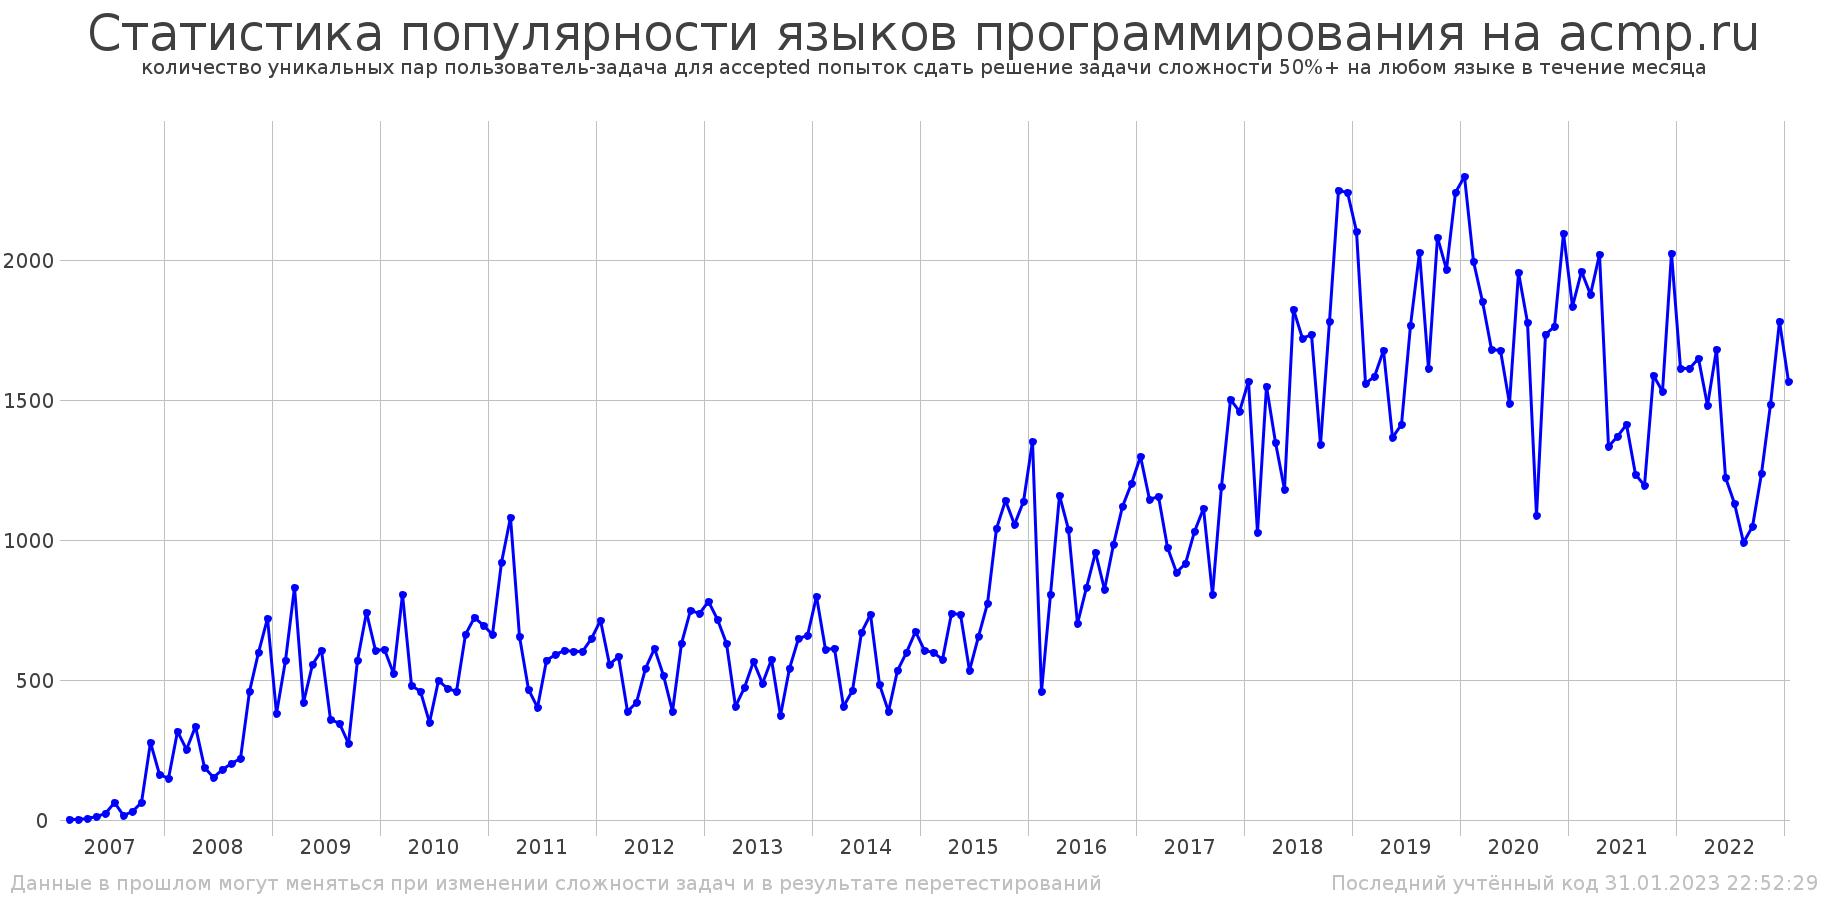 Статистика популярности языков программирования на acmp.ru
количество уникальных пар пользователь-задача для accepted попыток сдать решение задачи сложности 50%+ на любом языке в течение месяца
2000
1500
1000
500
0
2007 2008 2009 2010 2011 2012 2013 2014 2015 2016 2017 2018 2019 2020 2021 2022
Данные в прошлом могут меняться при изменении сложности задач и в результате перетестирований Последний учтённый код 31.01.2023 22:52:29